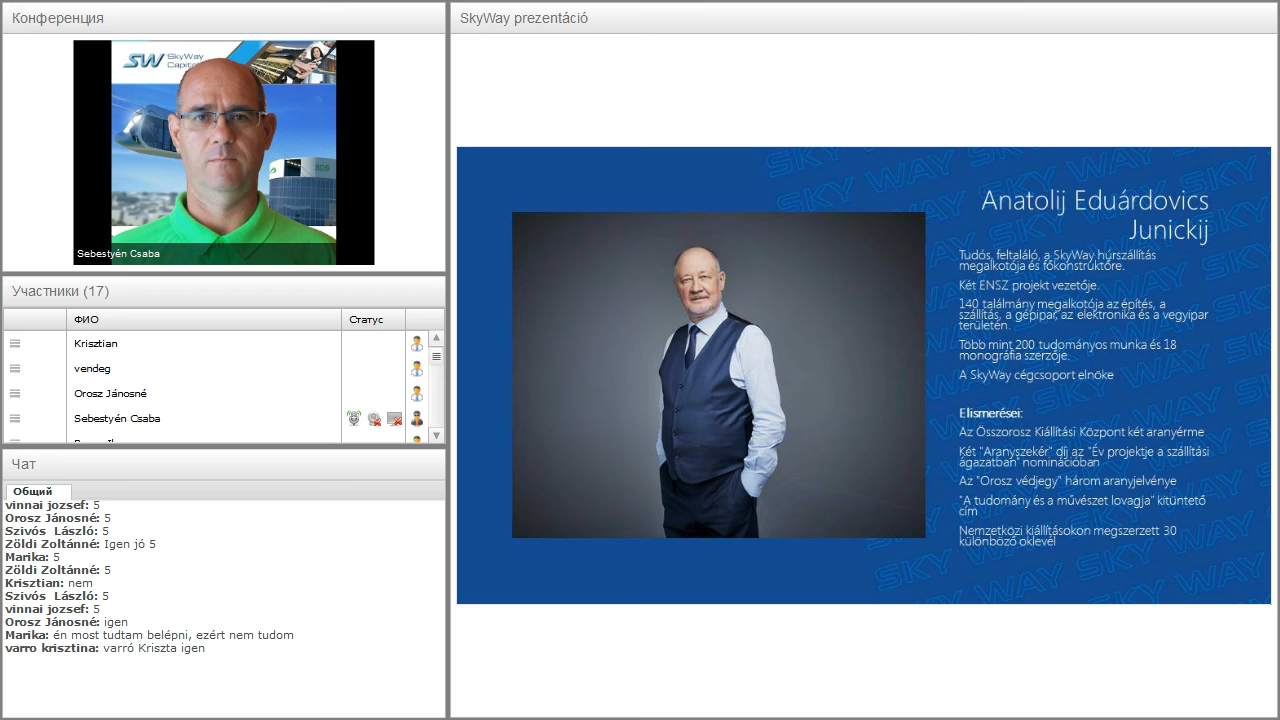 Конференция
SW SkyWay
Capital
Sebestyén Csaba
Участники (17)
ФИО
Статус
Krisztian
vendeg
Orosz Jánosné
Sebestyén Csaba
Чат
Общий
vinnai jozsef: 5
Orosz Jánosné: 5
Szivós László: 5
Zöldi Zoltánné: Igen jó 5
Marika: 5
Zöldi Zoltánné: 5
Krisztian: nem
Szivós László: 5
vinnai jozsef: 5
Orosz Jánosné: igen
Marika: én most tudtam belépni, ezért nem tudom
varro krisztina: varró Kriszta igen
SkyWay prezentáció
Anatolij Eduárdovics
Junickij
Tudós, feltaláló, a SkyWay húrszállítás
megalkotója és főkonstruktőre.
Két ENSZ projekt vezetője.
140 találmány megalkotója az építés, a
szállítás, a gépipar, az elektronika és a vegyipar
területén.
Több mint 200 tudományos munka és 18
monográfia szerzője.
A SkyWay cégcsoport elnöke
Elismerései:
Az Összorosz Kiállítási Központ két aranyérme
Két "Aranyszekér" díj az "Év projektje a szállítási
ágazatban" nominációban
Az "Orosz védjegy" három aranyjelvénye
"A tudomány és a művészet lovagja" kitüntető
cím
Nemzetközi kiállításokon megszerzett 30
különböző oklevél
SKY WAY